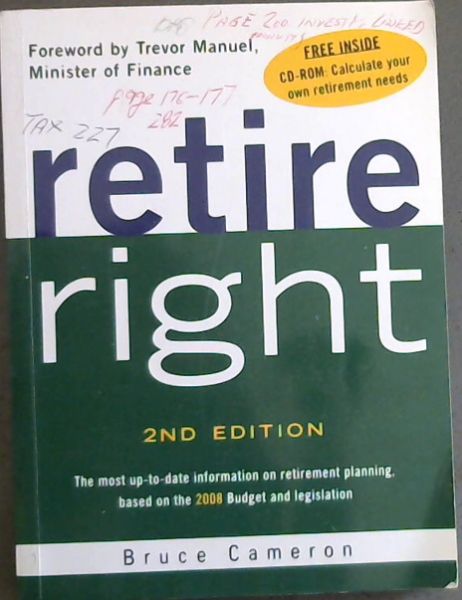 PAGE 200 INVEST
Foreword by Trevor Manuel,
Minister of Finance
FREE INSIDE
CD-ROM: Calculate your
own retirement needs
page 176-177
282
TAX 227
retire
right
2ND EDITION
The most up-to-date information on retirement planning,
based on the 2008 Budget and legislation
Bruce Cameron